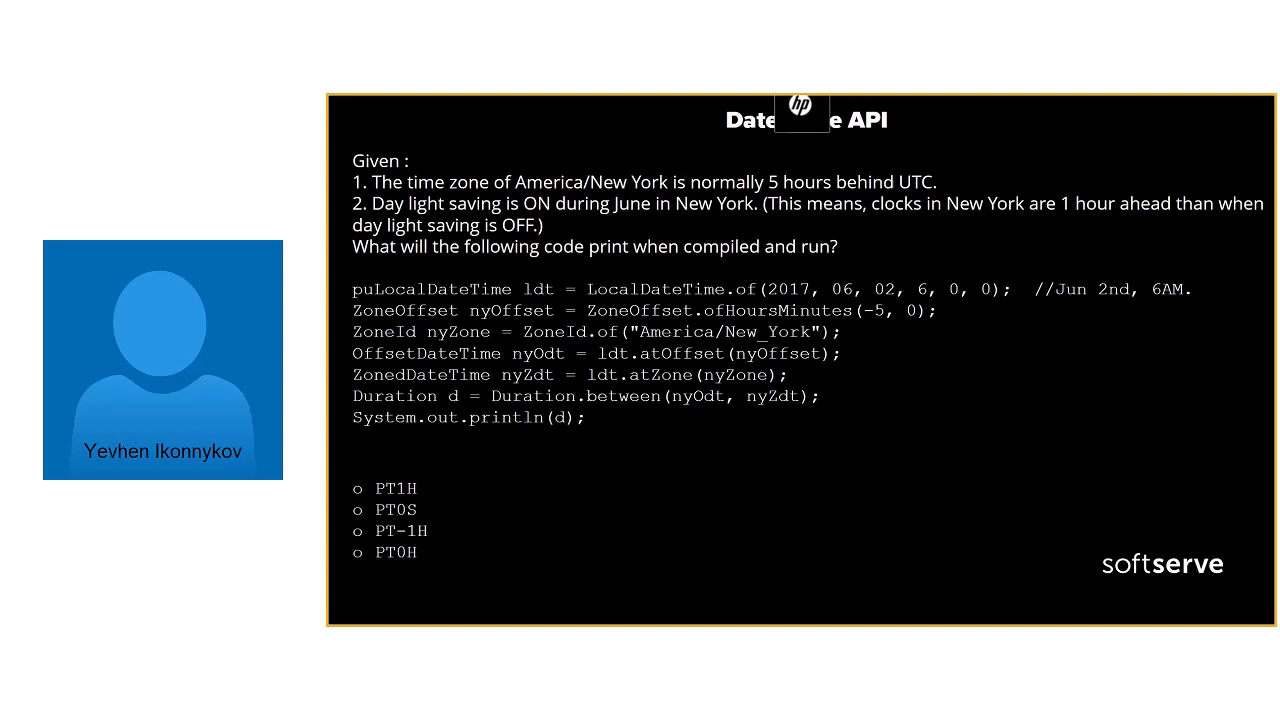 hp
Date e API
Given :
1. The time zone of America/New York is normally 5 hours behind UTC.
2. Day light saving is ON during June in New York. (This means, clocks in New York are 1 hour ahead than when
day light saving is OFF.)
What will the following code print when compiled and run?
puLocalDateTime ldt = LocalDateTime.of(2017, 06, 02, 6, 0, 0);  //Jun 2nd, 6AM.
ZoneOffset nyOffset = ZoneOffset.ofHoursMinutes(-5, 0);
ZoneId nyZone = ZoneId.of("America/New_York");
OffsetDateTime nyOdt = ldt.atOffset(nyOffset);
ZonedDateTime nyZdt = ldt.atZone(nyZone);
Duration d = Duration.between(nyOdt, nyZdt);
System.out.println(d);
Yevhen Ikonnykov
o PT1H
o PT0S
o PT-1H
o PT0H
softserve